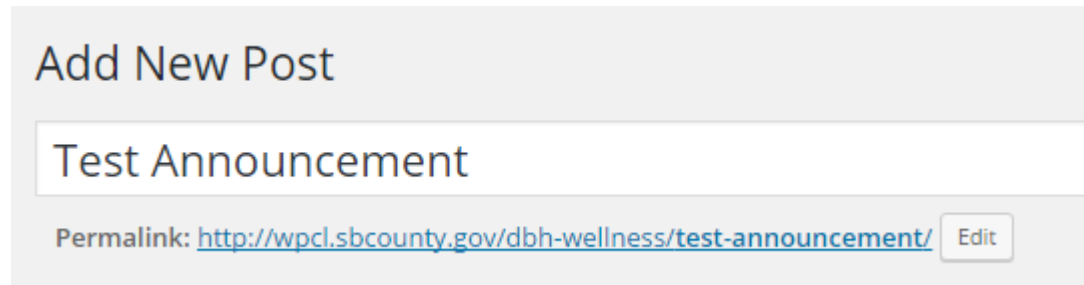 Add New Post
Test Announcement
Permalink: http://wpcl.sbcounty.gov/dbh-wellness/test-announcement/ Edit